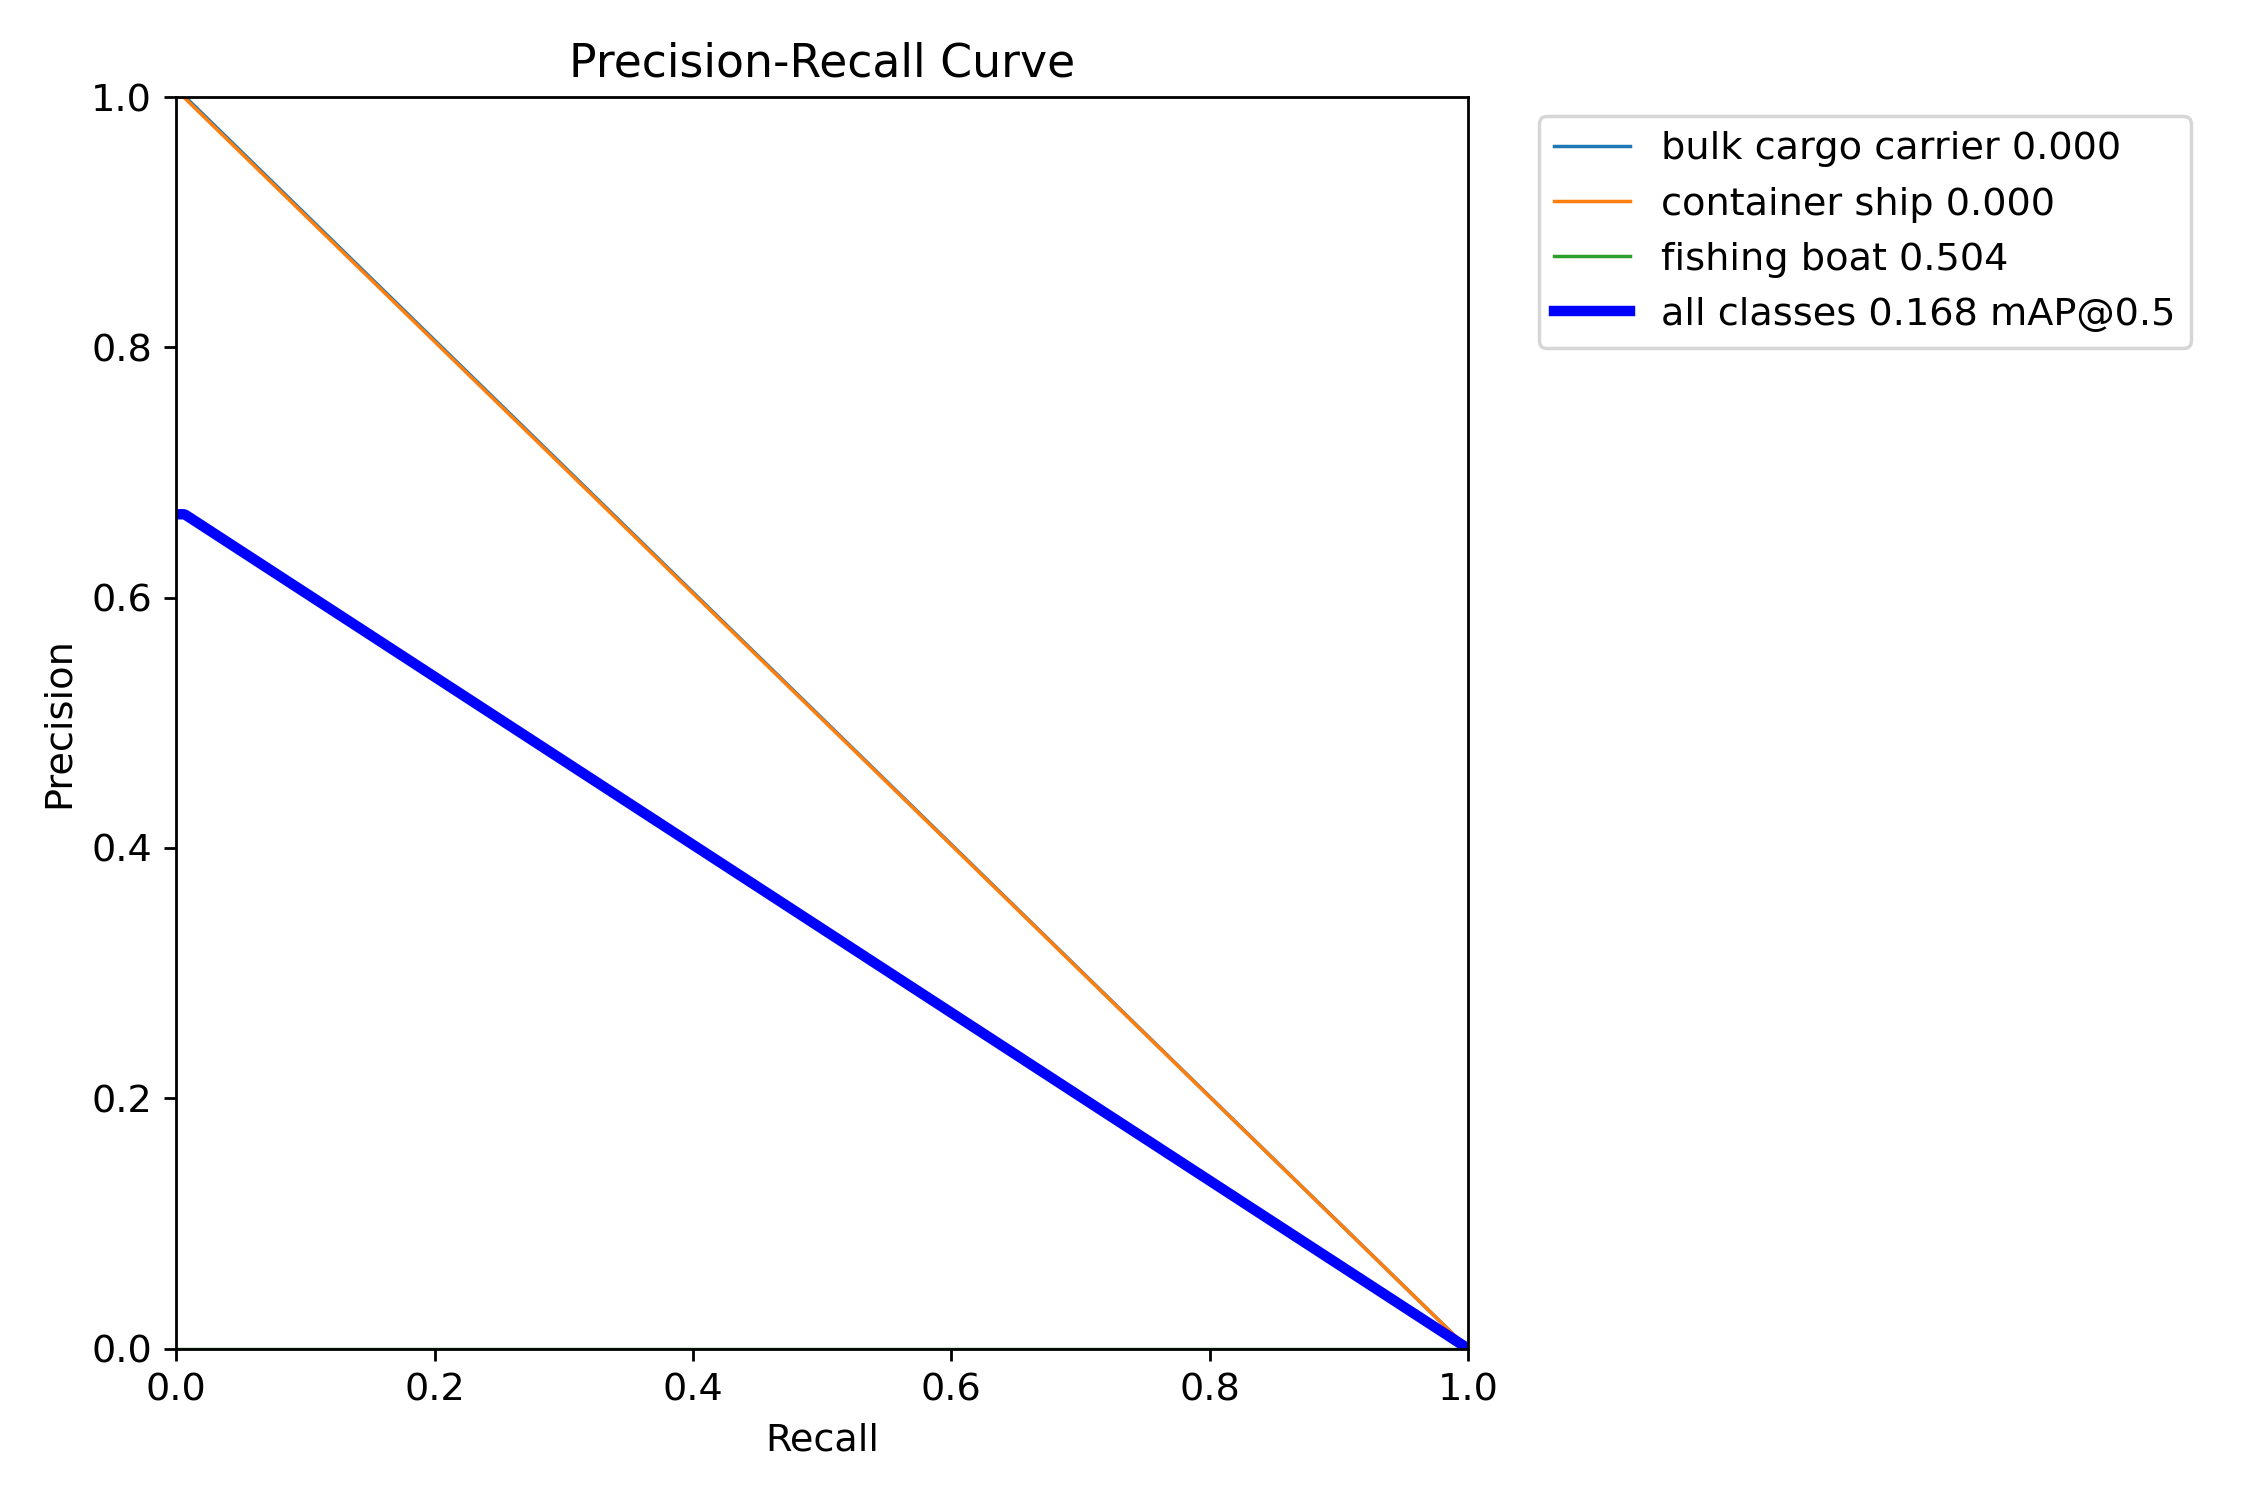 Precision-Recall Curve
1.0
0.8
0.6
0.4
0.2
0.0
Precision
0.0 0.2 0.4 0.6 0.8 1.0
Recall
bulk cargo carrier 0.000
container ship 0.000
fishing boat 0.504
all classes 0.168 mAP@0.5